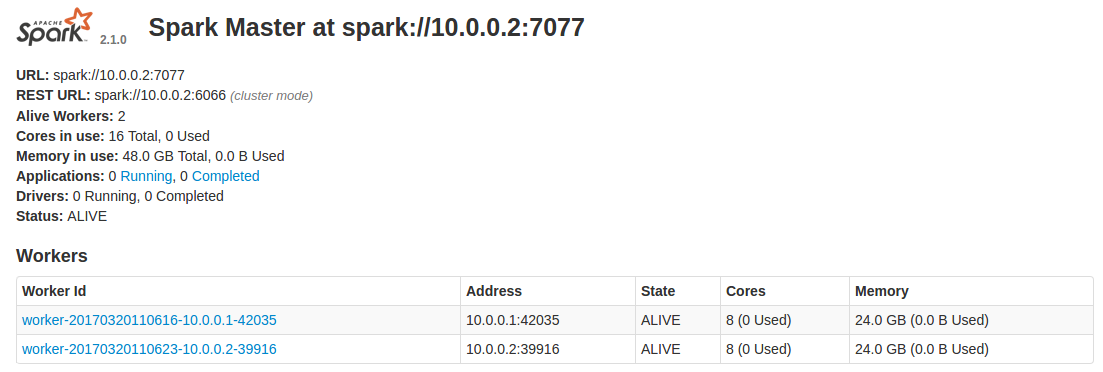 APACHE
Spark 2.1.0 Spark Master at spark://10.0.0.2:7077
URL: spark://10.0.0.2:7077
REST URL: spark://10.0.0.2:6066 (cluster mode)
Alive Workers: 2
Cores in use: 16 Total, 0 Used
Memory in use: 48.0 GB Total, 0.0 B Used
Applications: 0 Running, 0 Completed
Drivers: 0 Running, 0 Completed
Status: ALIVE
Workers
Worker Id Address State Cores Memory
worker-20170320110616-10.0.0.1-42035 10.0.0.1:42035 ALIVE 8 (0 Used) 24.0 GB (0.0 B Used)
worker-20170320110623-10.0.0.2-39916 10.0.0.2:39916 ALIVE 8 (0 Used) 24.0 GB (0.0 B Used)